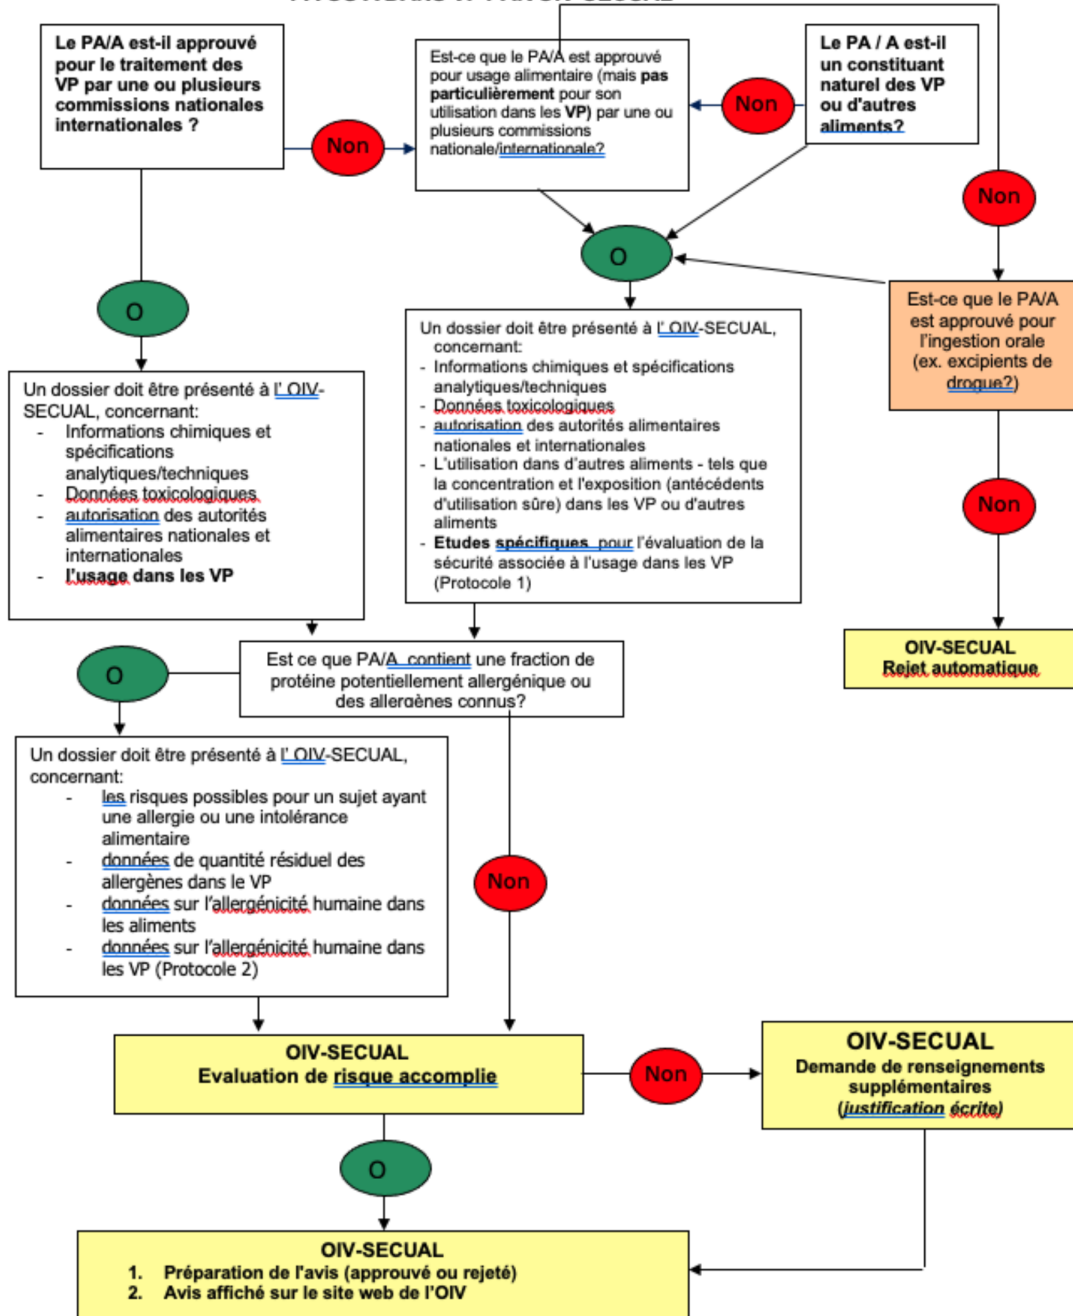 Le PA/A est-il approuvé
pour le traitement des
VP par une ou plusieurs
commissions nationales
internationales ?
Non
Est-ce que le PA/A est approuvé
pour usage alimentaire (mais pas
particulièrement pour son
utilisation dans les VP) par une ou
plusieurs commissions
nationale/internationale?
Non
Le PA / A est-il
un constituant
naturel des VP
ou d'autres
aliments?
Non
O
O
Est-ce que le PA/A
est approuvé pour
l'ingestion orale
(ex. excipients de
drogue?)
Un dossier doit être présenté à l' OIV-
SECUAL, concernant:
- Informations chimiques et
spécifications
analytiques/techniques
- Données toxicologiques
- autorisation des autorités
alimentaires nationales et
internationales
- l'usage dans les VP
Un dossier doit être présenté à l' OIV-SECUAL,
concernant:
- Informations chimiques et spécifications
analytiques/techniques
- Données toxicologiques
- autorisation des autorités alimentaires
nationales et internationales
- L'utilisation dans d'autres aliments - tels que
la concentration et l'exposition (antécédents
d'utilisation sûre) dans les VP ou d'autres
aliments
- Etudes spécifiques pour l'évaluation de la
sécurité associée à l'usage dans les VP
(Protocole 1)
Non
OIV-SECUAL
Rejet automatique
O
Est ce que PA/A contient une fraction de
protéine potentiellement allergénique ou
des allergènes connus?
Un dossier doit être présenté à l' OIV-SECUAL,
concernant:
- les risques possibles pour un sujet ayant
une allergie ou une intolérance
alimentaire
- données de quantité résiduel des
allergènes dans le VP
- données sur l'allergénicité humaine dans
les aliments
- données sur l'allergénicité humaine dans
les VP (Protocole 2)
Non
OIV-SECUAL
Evaluation de risque accomplie
Non
OIV-SECUAL
Demande de renseignements
supplémentaires
(justification écrite)
O
OIV-SECUAL
1. Préparation de l'avis (approuvé ou rejeté)
2. Avis affiché sur le site web de l'OIV